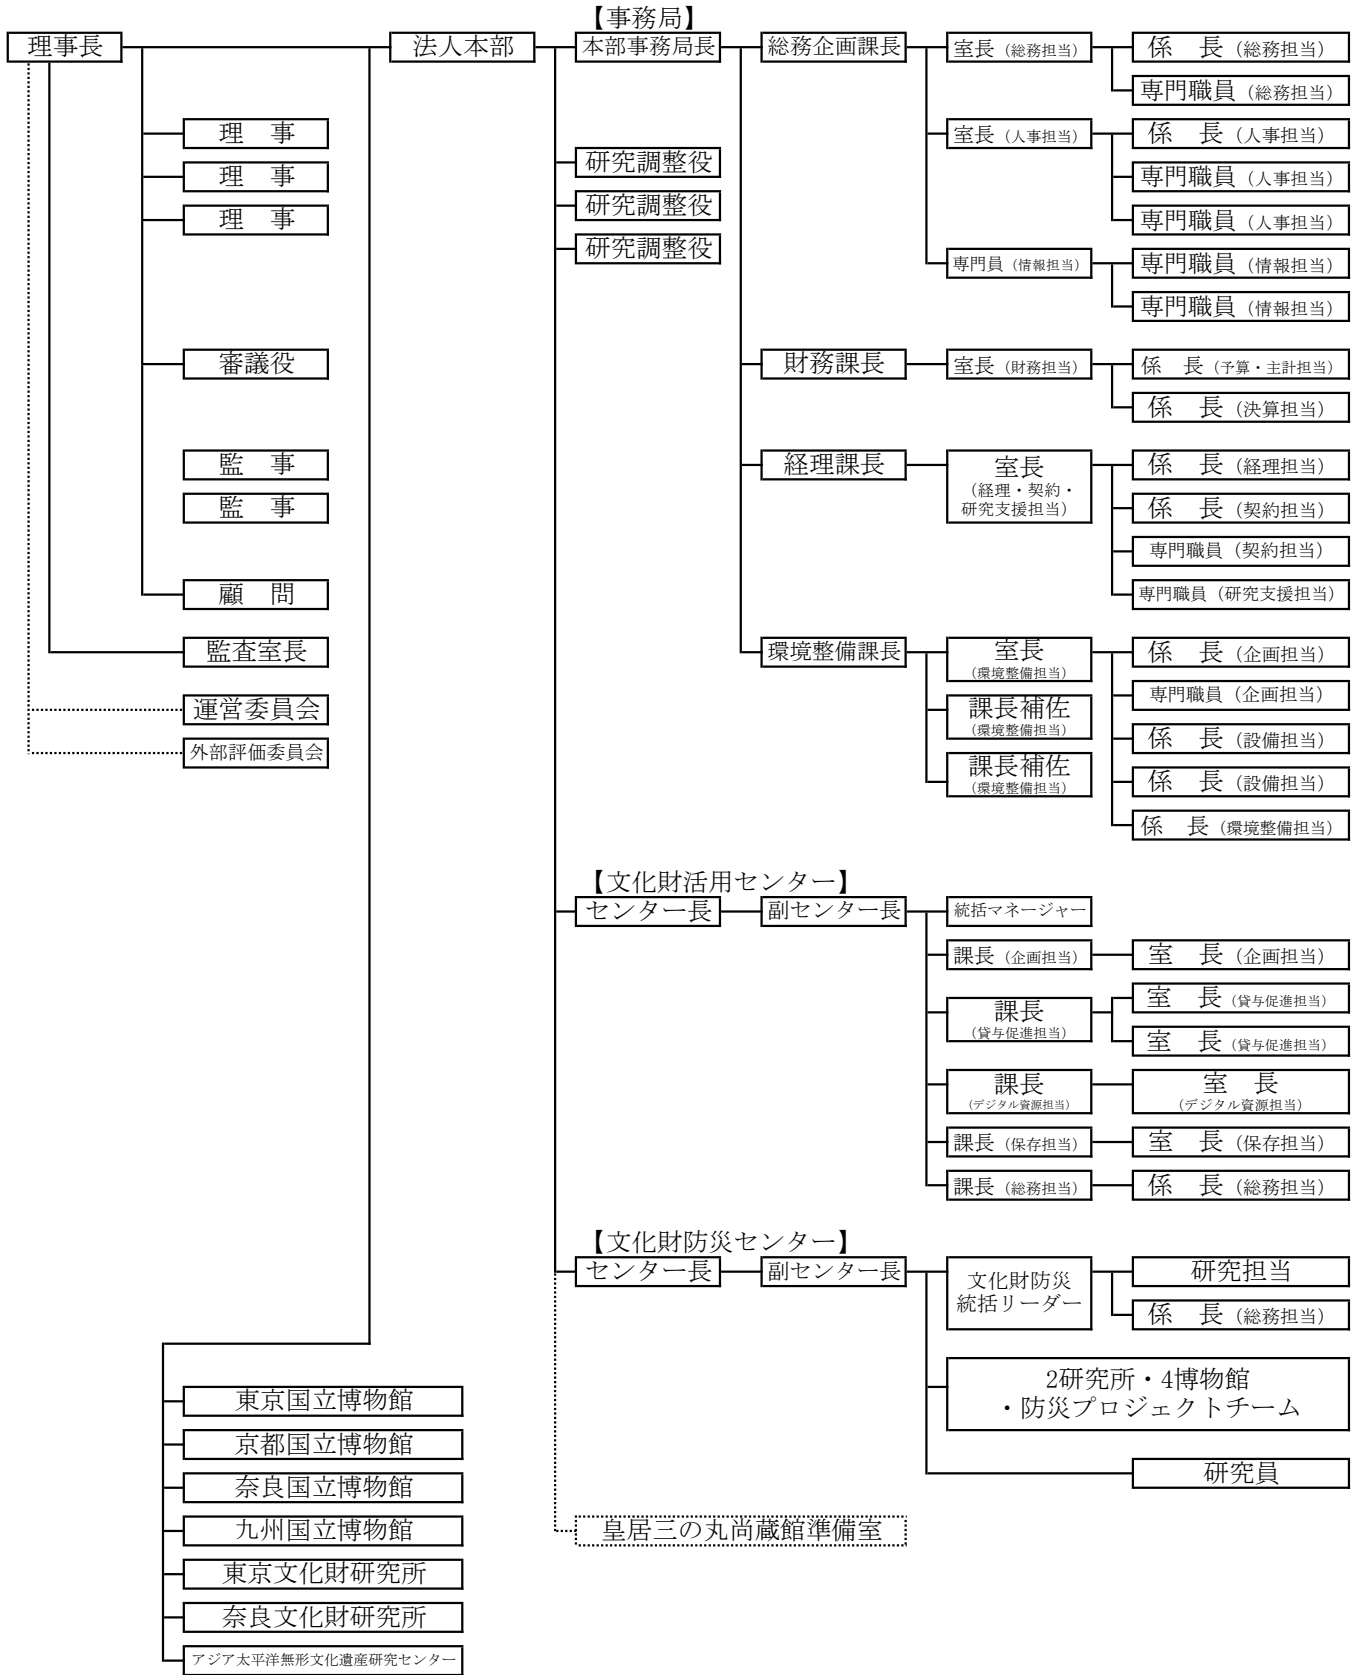 【事務局】
理事長
法人本部
本部事務局長
総務企画課長
室長（総務担当）
係　長（総務担当）
専門職員（総務担当）
理　事
理　事
理　事
研究調整役
研究調整役
研究調整役
室長（人事担当）
係　長（人事担当）
専門職員（人事担当）
専門職員（人事担当）
専門員（情報担当）
専門職員（情報担当）
専門職員（情報担当）
審議役
財務課長
室長（財務担当）
係　長（予算・主計担当）
係　長（決算担当）
監　事
監　事
経理課長
室長
（経理・契約・
研究支援担当）
係　長（経理担当）
係　長（契約担当）
専門職員（契約担当）
専門職員（研究支援担当）
顧　問
監査室長
運営委員会
外部評価委員会
環境整備課長
室長
（環境整備担当）
課長補佐
（環境整備担当）
課長補佐
（環境整備担当）
係　長（企画担当）
専門職員（企画担当）
係　長（設備担当）
係　長（設備担当）
係　長（環境整備担当）
【文化財活用センター】
センター長
副センター長
統括マネージャー
課長（企画担当）
室　長（企画担当）
課長
（貸与促進担当）
室　長（貸与促進担当）
室　長（貸与促進担当）
課長
（デジタル資源担当）
室　長
（デジタル資源担当）
課長（保存担当）
室　長（保存担当）
課長（総務担当）
係　長（総務担当）
【文化財防災センター】
センター長
副センター長
文化財防災
統括リーダー
研究担当
係　長（総務担当）
2研究所・4博物館
・防災プロジェクトチーム
研究員
皇居三の丸尚蔵館準備室
東京国立博物館
京都国立博物館
奈良国立博物館
九州国立博物館
東京文化財研究所
奈良文化財研究所
アジア太平洋無形文化遺産研究センター